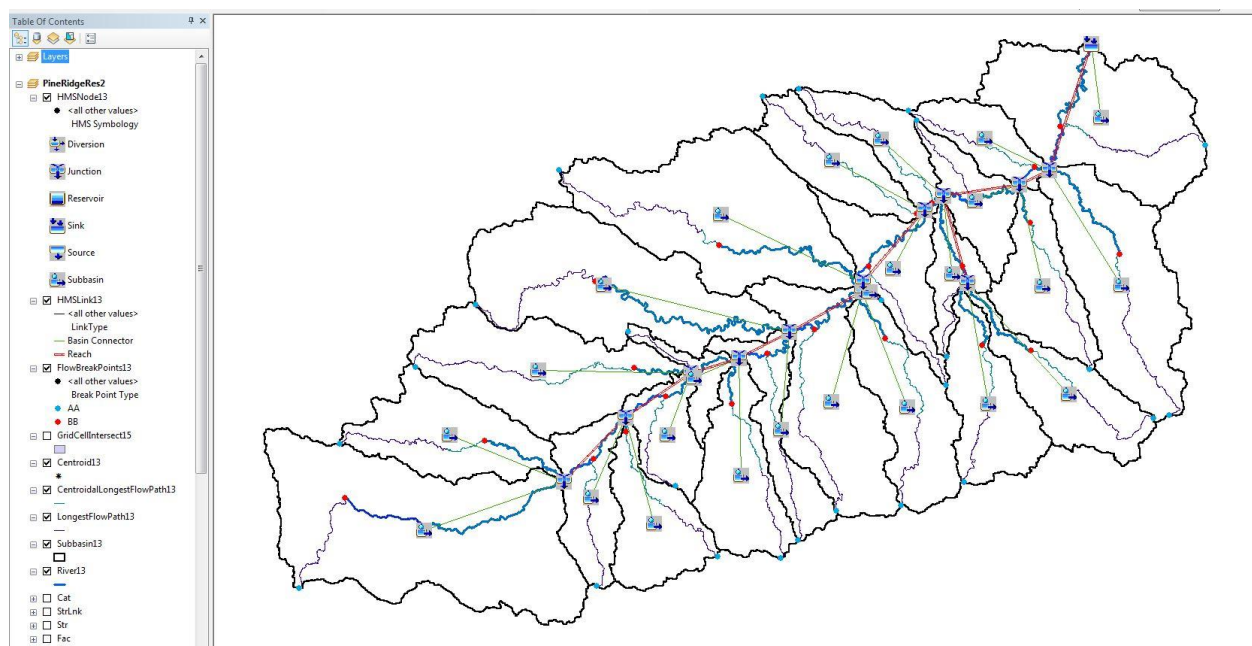 Table Of Contents
Layers
PineRidgeRes2
HMSNode13
<all other values>
HMS Symbology
Diversion
Junction
Reservoir
Sink
Source
Subbasin
HMSLink13
<all other values>
LinkType
Basin Connector
Reach
FlowBreakPoints13
<all other values>
Break Point Type
AA
BB
GridCellIntersect15
Centroid13
CentroidalLongestFlowPath13
LongestFlowPath13
Subbasin13
River13
Cat
StrLnk
Str
Fac